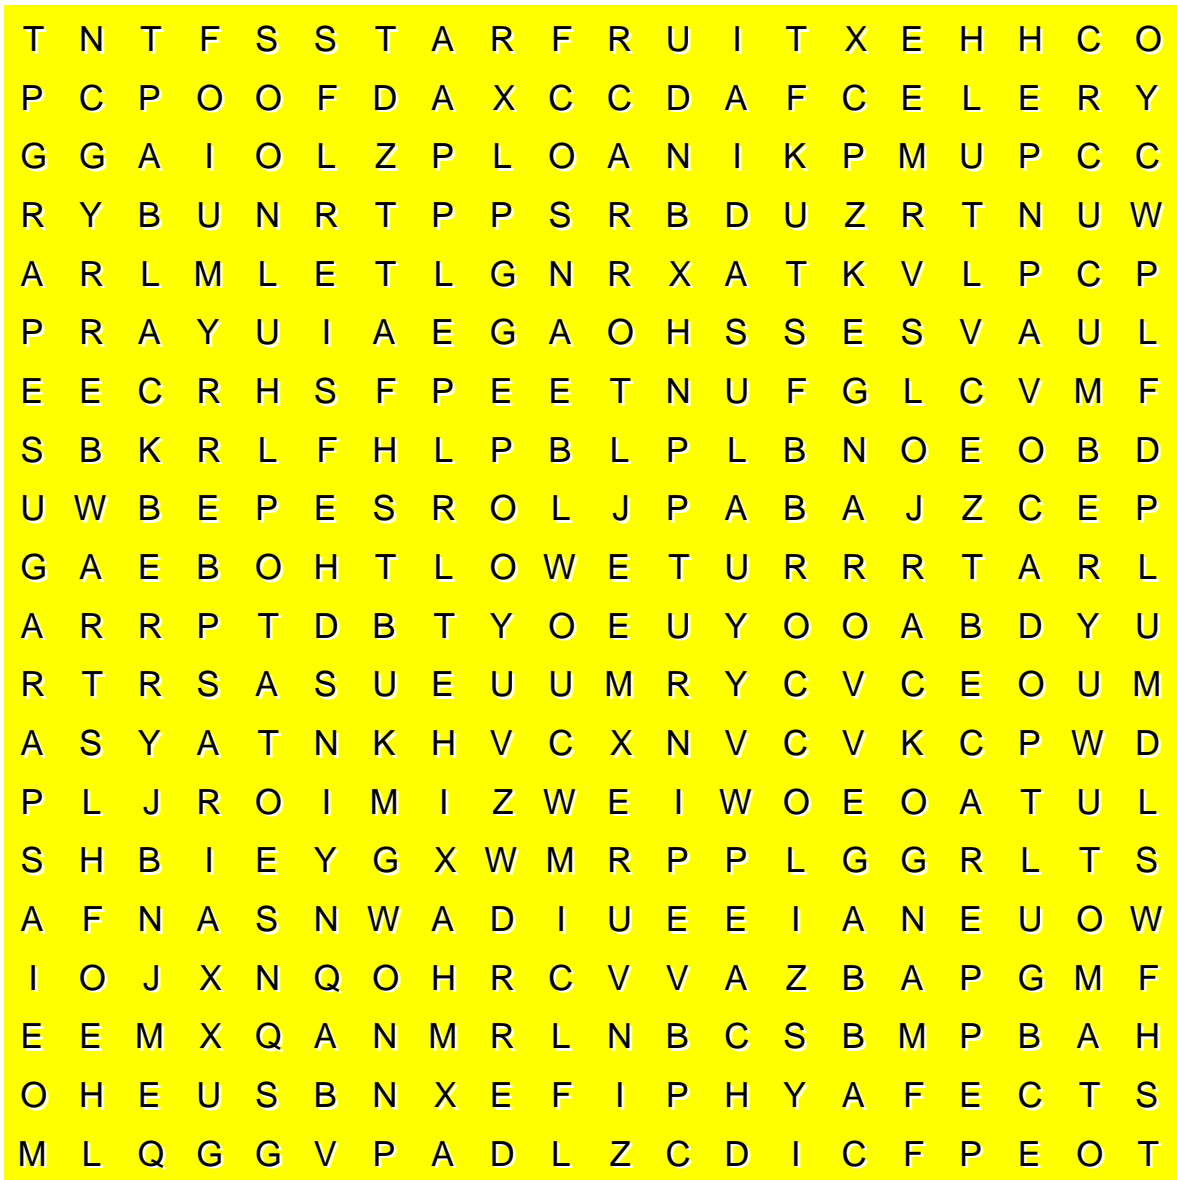 T N T F S S T A R F R U I T X E H H C O
P C P O O F D A X C C D A F C E L E R Y
G G A I O L Z P L O A N I K P M U P C C
R Y B U N R T P P S R B D U Z R T N U W
A R L M L E T L G N R X A T K V L P C P
P R A Y U I A E G A O H S S E S V A U L
E E C R H S F P E E T N U F G L C V M F
S B K R L F H L P B L P L B N O E O B D
U W B E P E S R O L J P A B A J Z C E P
G A E B O H T L O W E T U R R R T A R L
A R R P T D B T Y O E U Y O O A B D Y U
R T R S A S U E U U M R Y C V C E O U M
A S Y A T N K H V C X N V C V K C P W D
P L J R O I M I Z W E I W O E O A T U L
S H B I E Y G X W M R P P L G G R L T S
A F N A S N W A D I U E E I A N E U O W
I O J X N Q O H R C V V A Z B A P G M F
E E M X Q A N M R L N B C S B M P B A H
O H E U S B N X E F I P H Y A F E C T S
M L Q G G V P A D L Z C D I C F P E O T